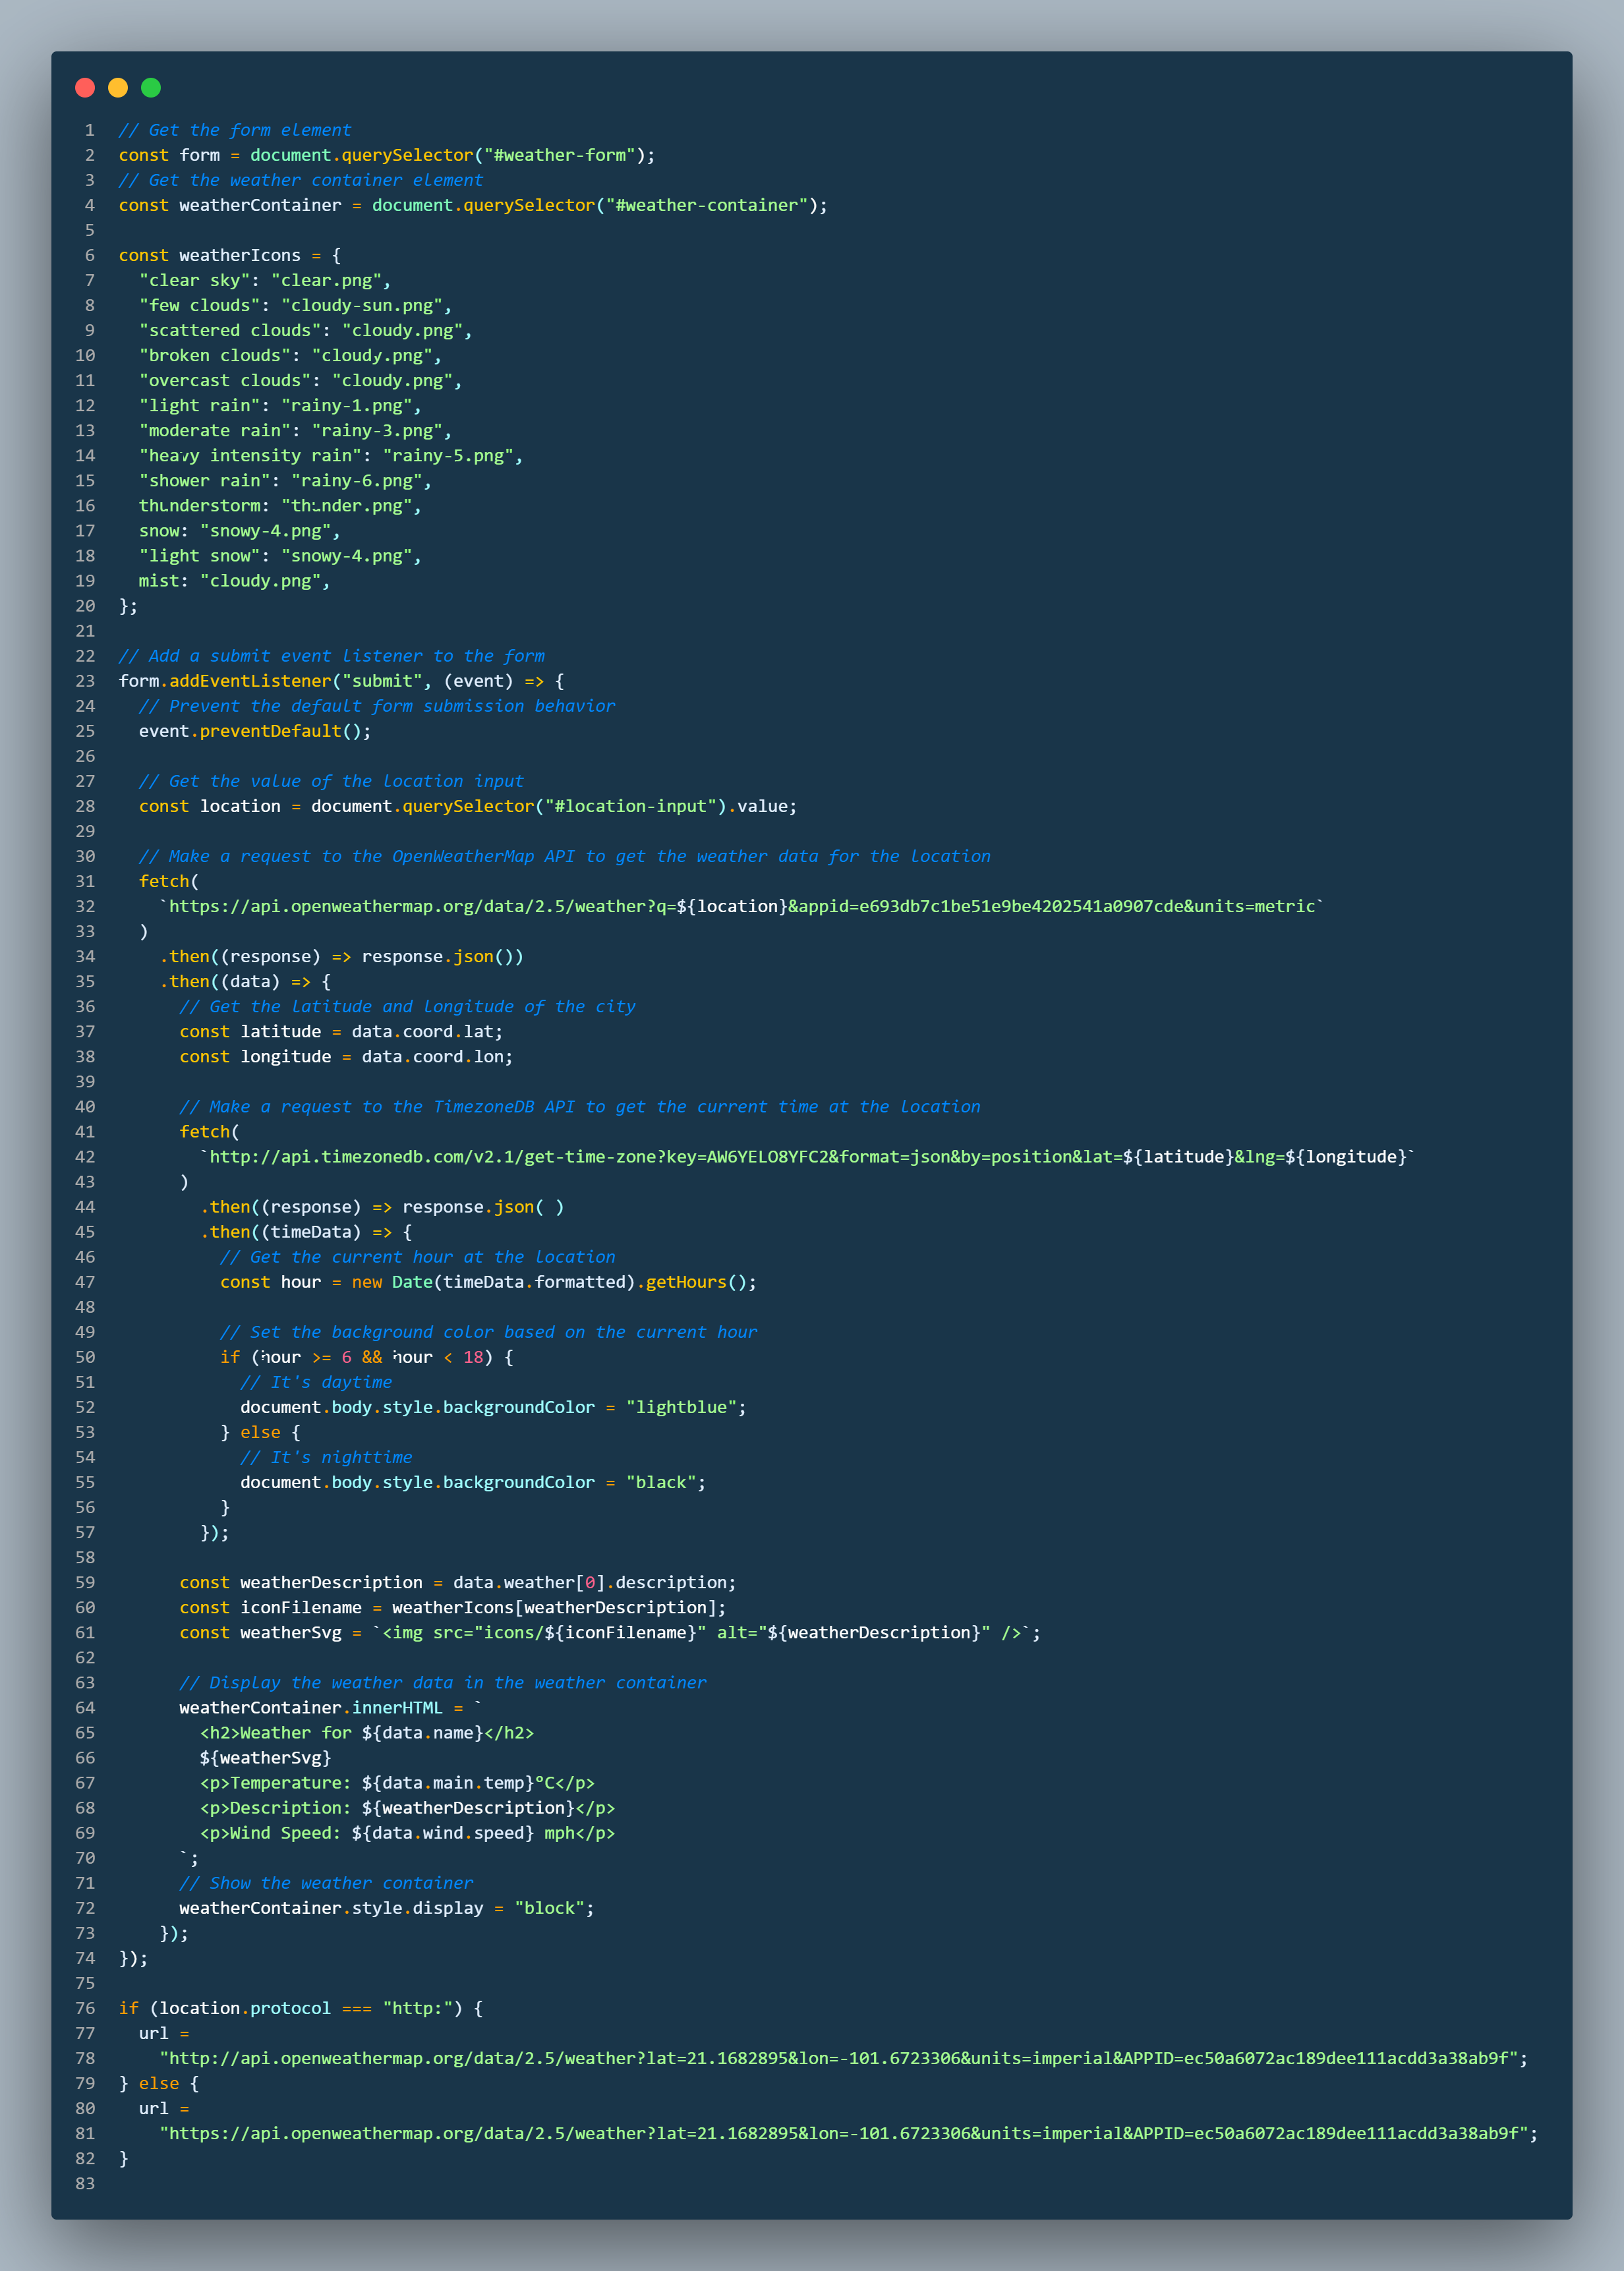 1 // Get the form element
2 const form = document.querySelector("#weather-form");
3 // Get the weather container element
4 const weatherContainer = document.querySelector("#weather-container");
5
6 const weatherIcons = {
7   "clear sky": "clear.png",
8   "few clouds": "cloudy-sun.png",
9   "scattered clouds": "cloudy.png",
10   "broken clouds": "cloudy.png",
11   "overcast clouds": "cloudy.png",
12   "light rain": "rainy-1.png",
13   "moderate rain": "rainy-3.png",
14   "heavy intensity rain": "rainy-5.png",
15   "shower rain": "rainy-6.png",
16   thunderstorm: "thunder.png",
17   snow: "snowy-4.png",
18   "light snow": "snowy-4.png",
19   mist: "cloudy.png",
20 };
21
22 // Add a submit event listener to the form
23 form.addEventListener("submit", (event) => {
24   // Prevent the default form submission behavior
25   event.preventDefault();
26
27   // Get the value of the location input
28   const location = document.querySelector("#location-input").value;
29
30   // Make a request to the OpenWeatherMap API to get the weather data for the location
31   fetch(
32     `https://api.openweathermap.org/data/2.5/weather?q=${location}&appid=e693db7c1be51e9be4202541a0907cde&units=metric`
33   )
34     .then((response) => response.json())
35     .then((data) => {
36       // Get the latitude and longitude of the city
37       const latitude = data.coord.lat;
38       const longitude = data.coord.lon;
39
40       // Make a request to the TimezoneDB API to get the current time at the location
41       fetch(
42         `http://api.timezonedb.com/v2.1/get-time-zone?key=AW6YELO8YFC2&format=json&by=position&lat=${latitude}&lng=${longitude}`
43       )
44         .then((response) => response.json( )
45         .then((timeData) => {
46           // Get the current hour at the location
47           const hour = new Date(timeData.formatted).getHours();
48
49           // Set the background color based on the current hour
50           if (hour >= 6 && hour < 18) {
51             // It's daytime
52             document.body.style.backgroundColor = "lightblue";
53           } else {
54             // It's nighttime
55             document.body.style.backgroundColor = "black";
56           }
57         });
58
59       const weatherDescription = data.weather[0].description;
60       const iconFilename = weatherIcons[weatherDescription];
61       const weatherSvg = `<img src="icons/${iconFilename}" alt="${weatherDescription}" />`;
62
63       // Display the weather data in the weather container
64       weatherContainer.innerHTML = `
65         <h2>Weather for ${data.name}</h2>
66         ${weatherSvg}
67         <p>Temperature: ${data.main.temp}°C</p>
68         <p>Description: ${weatherDescription}</p>
69         <p>Wind Speed: ${data.wind.speed} mph</p>
70       `;
71       // Show the weather container
72       weatherContainer.style.display = "block";
73     });
74 });
75
76 if (location.protocol === "http:") {
77   url =
78     "http://api.openweathermap.org/data/2.5/weather?lat=21.1682895&lon=-101.6723306&units=imperial&APPID=ec50a6072ac189dee111acdd3a38ab9f";
79 } else {
80   url =
81     "https://api.openweathermap.org/data/2.5/weather?lat=21.1682895&lon=-101.6723306&units=imperial&APPID=ec50a6072ac189dee111acdd3a38ab9f";
82 }
83